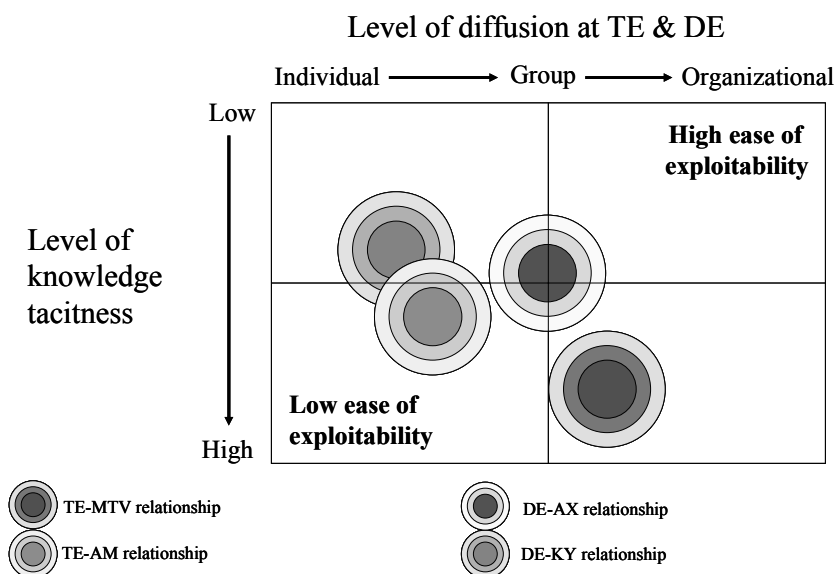 Level of diffusion at TE & DE
Individual Group Organizational
Low
High ease of
exploitability
Level of
knowledge
tacitness
Low ease of
exploitability
High
TE-MTV relationship
DE-AX relationship
TE-AM relationship
DE-KY relationship